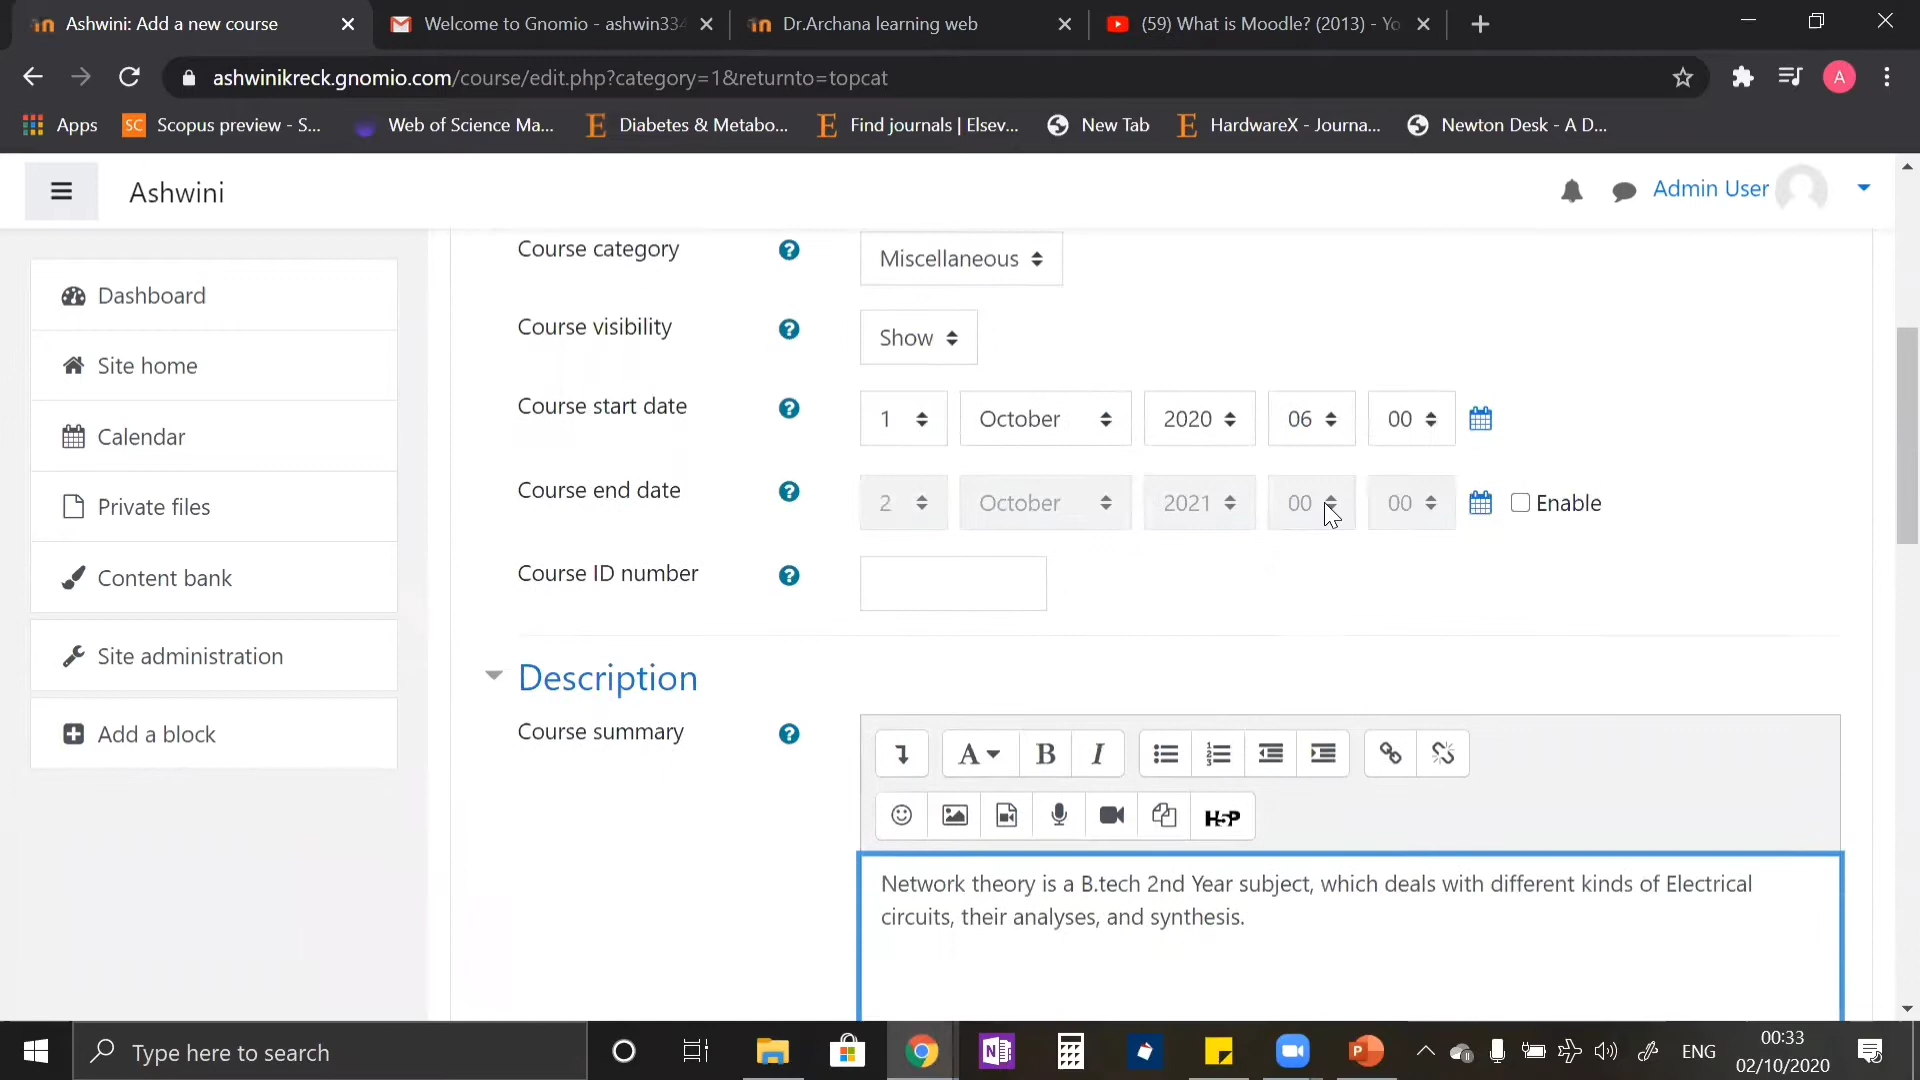 Ashwini: Add a new course
Welcome to Gnomio - ashwin334
Dr.Archana learning web
(59) What is Moodle? (2013) - Yo
ashwinikreck.gnomio.com/course/edit.php?category=1&returnto=topcat
A
Apps
SC Scopus preview - S...
Web of Science Ma...
E Diabetes & Metabo...
E Find journals | Elsev...
New Tab
E HardwareX - Journa...
Newton Desk - A D...
Ashwini
Admin User
Dashboard
Site home
Calendar
Private files
Content bank
Site administration
Add a block
Course category ? Miscellaneous
Course visibility ? Show
Course start date ? 1 October 2020 06 00
Course end date ? 2 October 2021 00 00 Enable
Course ID number ?
Description
Course summary ?
A B I
H5P
Network theory is a B.tech 2nd Year subject, which deals with different kinds of Electrical
circuits, their analyses, and synthesis.
Type here to search
ENG
00:33
02/10/2020